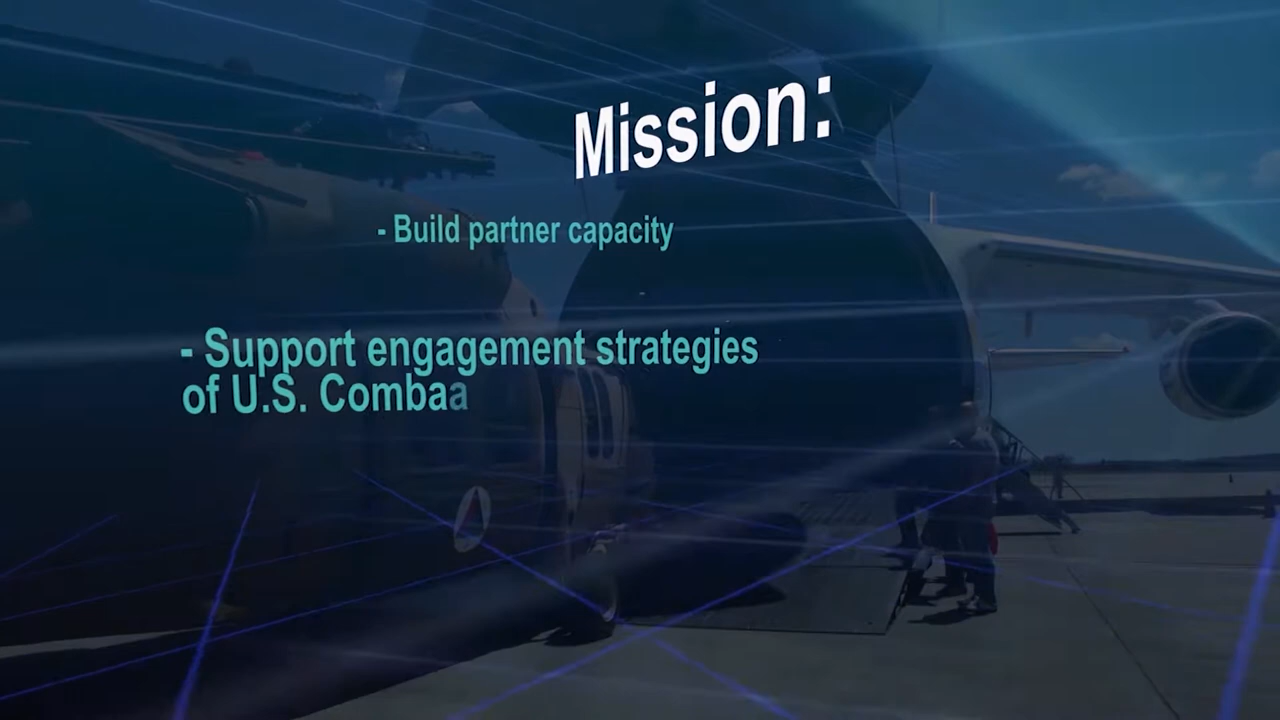 Mission:
- Build partner capacity
- Support engagement strategies
of U.S. Combaa